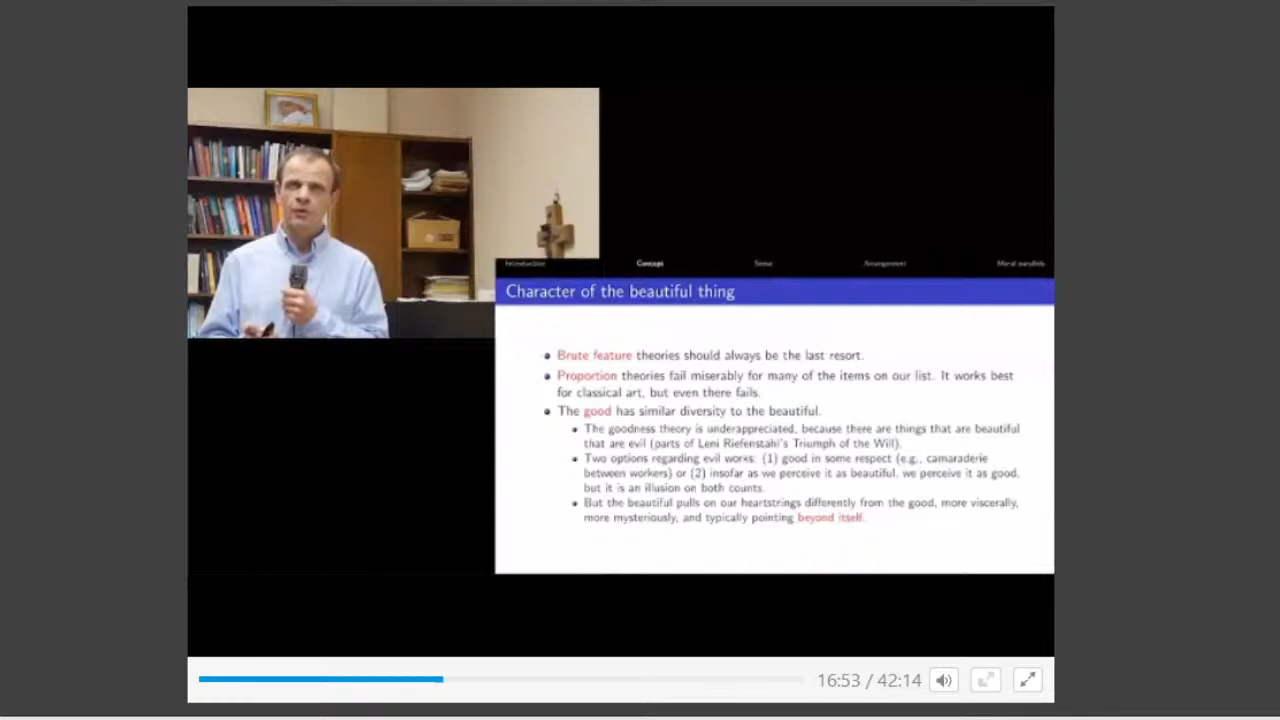 Introduction Concept Sense Arrangement Moral parallels
Character of the beautiful thing
Brute feature theories should always be the last resort.
Proportion theories fail miserably for many of the items on our list. It works best
for classical art, but even there fails.
The good has similar diversity to the beautiful.
The goodness theory is underappreciated, because there are things that are beautiful
that are evil (parts of Leni Riefenstahl's Triumph of the Will).
Two options regarding evil works: (1) good in some respect (e.g., camaraderie
between workers) or (2) insofar as we perceive it as beautiful, we perceive it as good,
but it is an illusion on both counts.
But the beautiful pulls on our heartstrings differently from the good, more viscerally,
more mysteriously, and typically pointing beyond itself.
16:53 / 42:14